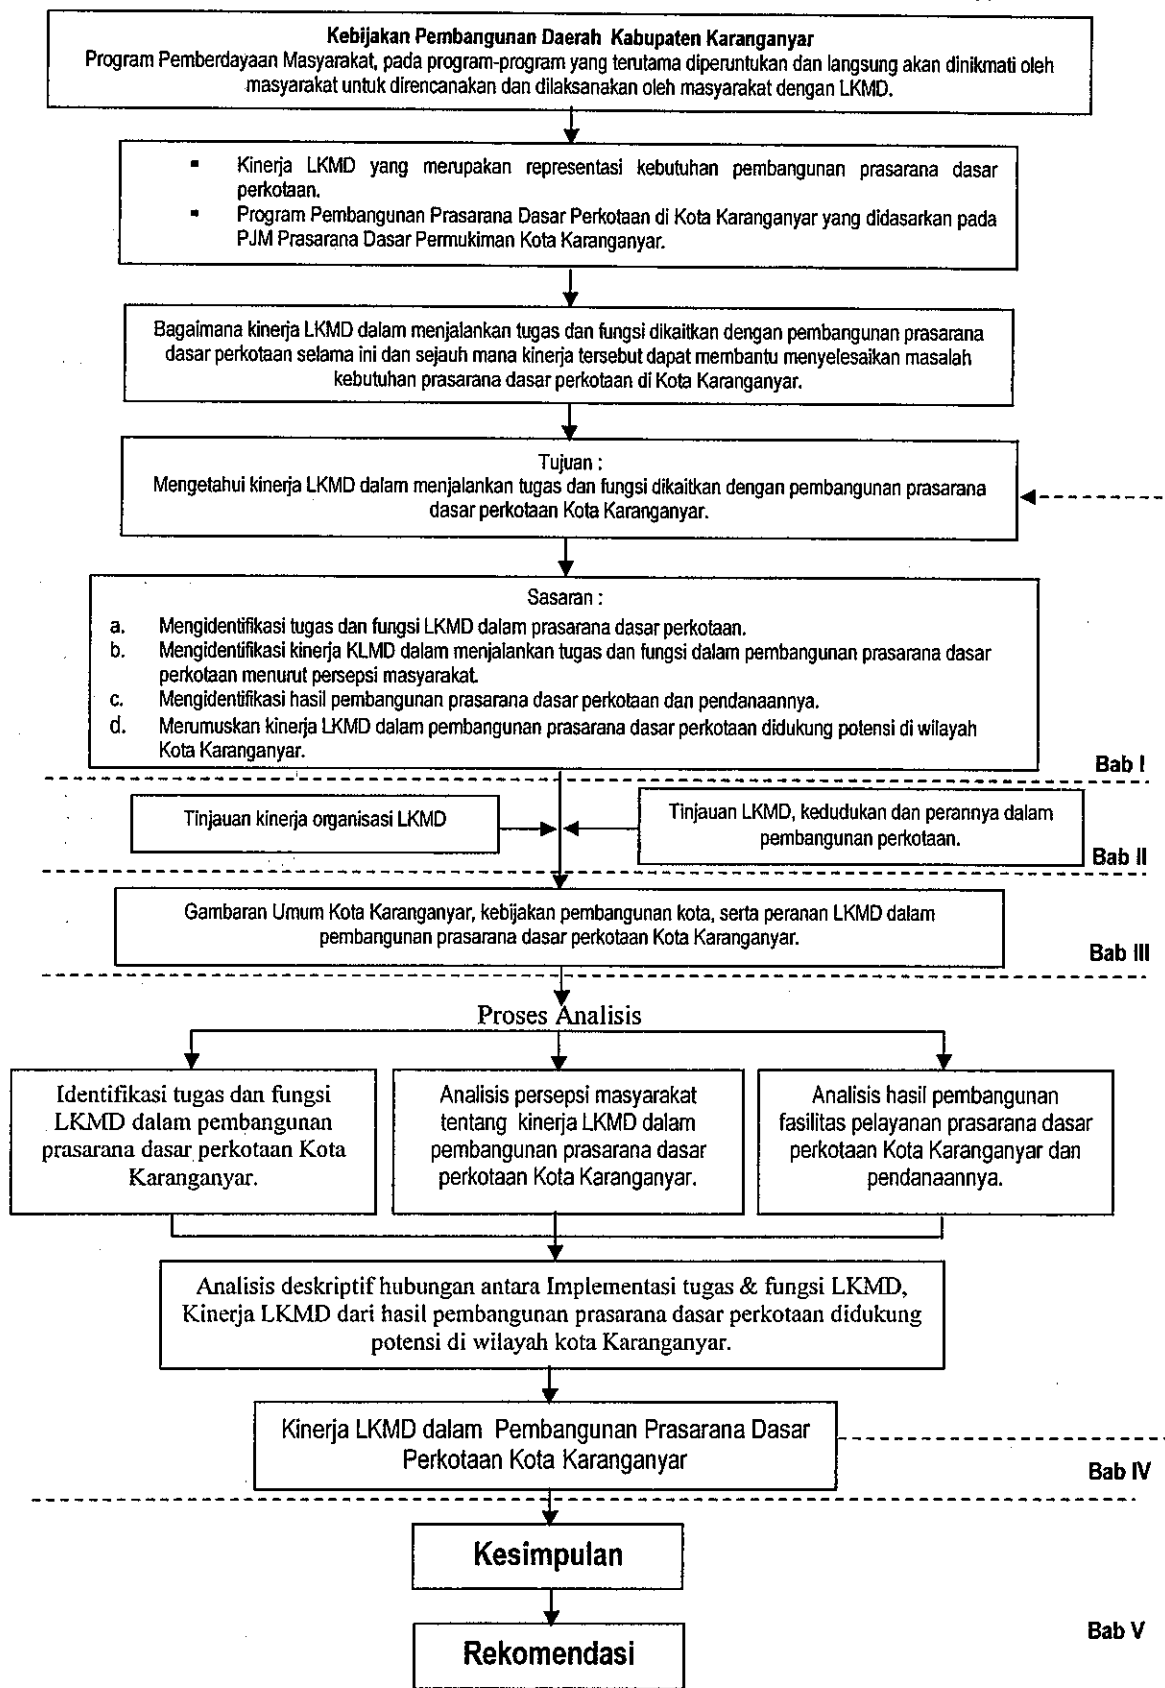 Kebijakan Pembangunan Daerah Kabupaten Karanganyar
Program Pemberdayaan Masyarakat, pada program-program yang terutama diperuntukan dan langsung akan dinikmati oleh
masyarakat untuk direncanakan dan dilaksanakan oleh masyarakat dengan LKMD.
▪ Kinerja LKMD yang merupakan representasi kebutuhan pembangunan prasarana dasar
perkotaan.
▪ Program Pembangunan Prasarana Dasar Perkotaan di Kota Karanganyar yang didasarkan pada
PJM Prasarana Dasar Permukiman Kota Karanganyar.
Bagaimana kinerja LKMD dalam menjalankan tugas dan fungsi dikaitkan dengan pembangunan prasarana
dasar perkotaan selama ini dan sejauh mana kinerja tersebut dapat membantu menyelesaikan masalah
kebutuhan prasarana dasar perkotaan di Kota Karanganyar.
Tujuan :
Mengetahui kinerja LKMD dalam menjalankan tugas dan fungsi dikaitkan dengan pembangunan prasarana
dasar perkotaan Kota Karanganyar.
Sasaran :
a. Mengidentifikasi tugas dan fungsi LKMD dalam prasarana dasar perkotaan.
b. Mengidentifikasi kinerja KLMD dalam menjalankan tugas dan fungsi dalam pembangunan prasarana dasar
perkotaan menurut persepsi masyarakat.
c. Mengidentifikasi hasil pembangunan prasarana dasar perkotaan dan pendanaannya.
d. Merumuskan kinerja LKMD dalam pembangunan prasarana dasar perkotaan didukung potensi di wilayah
Kota Karanganyar.
Bab I
Tinjauan kinerja organisasi LKMD
Tinjauan LKMD, kedudukan dan perannya dalam
pembangunan perkotaan.
Bab II
Gambaran Umum Kota Karanganyar, kebijakan pembangunan kota, serta peranan LKMD dalam
pembangunan prasarana dasar perkotaan Kota Karanganyar.
Bab III
Proses Analisis
Identifikasi tugas dan fungsi
LKMD dalam pembangunan
prasarana dasar perkotaan Kota
Karanganyar.
Analisis persepsi masyarakat
tentang kinerja LKMD dalam
pembangunan prasarana dasar
perkotaan Kota Karanganyar.
Analisis hasil pembangunan
fasilitas pelayanan prasarana dasar
perkotaan Kota Karanganyar dan
pendanaannya.
Analisis deskriptif hubungan antara Implementasi tugas & fungsi LKMD,
Kinerja LKMD dari hasil pembangunan prasarana dasar perkotaan didukung
potensi di wilayah kota Karanganyar.
Kinerja LKMD dalam Pembangunan Prasarana Dasar
Perkotaan Kota Karanganyar
Bab IV
Kesimpulan
Rekomendasi
Bab V